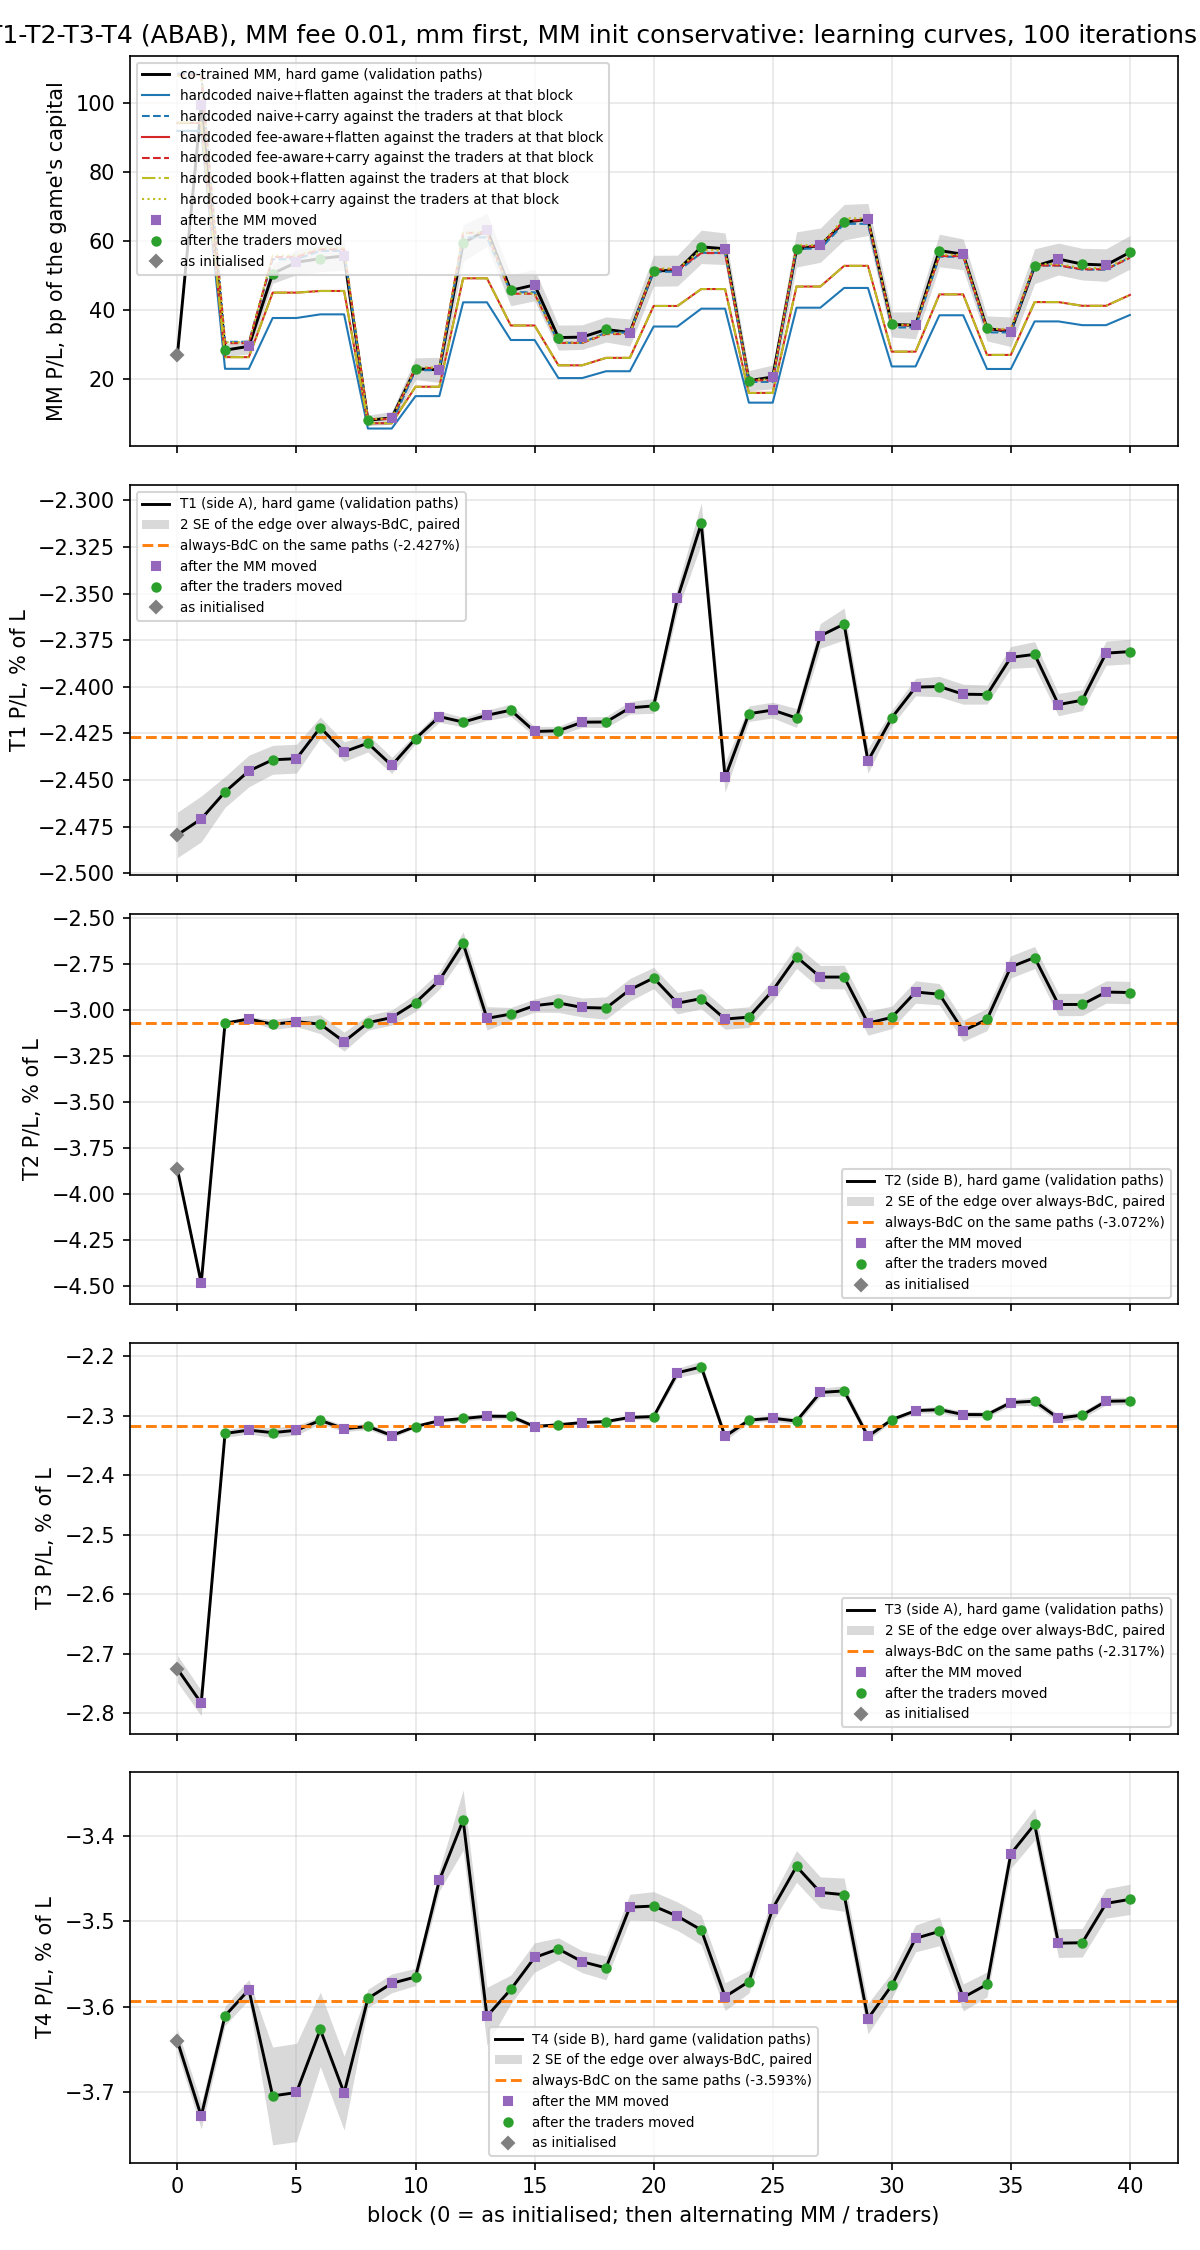 T1-T2-T3-T4 (ABAB), MM fee 0.01, mm first, MM init conservative: learning curves, 100 iterations
MM P/L, bp of the game's capital
100
80
60
40
20
co-trained MM, hard game (validation paths)
hardcoded naive+flatten against the traders at that block
hardcoded naive+carry against the traders at that block
hardcoded fee-aware+flatten against the traders at that block
hardcoded fee-aware+carry against the traders at that block
hardcoded book+flatten against the traders at that block
hardcoded book+carry against the traders at that block
after the MM moved
after the traders moved
as initialised
T1 P/L, % of L
−2.300
−2.325
−2.350
−2.375
−2.400
−2.425
−2.450
−2.475
−2.500
T1 (side A), hard game (validation paths)
2 SE of the edge over always-BdC, paired
always-BdC on the same paths (-2.427%)
after the MM moved
after the traders moved
as initialised
T2 P/L, % of L
−2.50
−2.75
−3.00
−3.25
−3.50
−3.75
−4.00
−4.25
−4.50
T2 (side B), hard game (validation paths)
2 SE of the edge over always-BdC, paired
always-BdC on the same paths (-3.072%)
after the MM moved
after the traders moved
as initialised
T3 P/L, % of L
−2.2
−2.3
−2.4
−2.5
−2.6
−2.7
−2.8
T3 (side A), hard game (validation paths)
2 SE of the edge over always-BdC, paired
always-BdC on the same paths (-2.317%)
after the MM moved
after the traders moved
as initialised
T4 P/L, % of L
−3.4
−3.5
−3.6
−3.7
T4 (side B), hard game (validation paths)
2 SE of the edge over always-BdC, paired
always-BdC on the same paths (-3.593%)
after the MM moved
after the traders moved
as initialised
0 5 10 15 20 25 30 35 40
block (0 = as initialised; then alternating MM / traders)